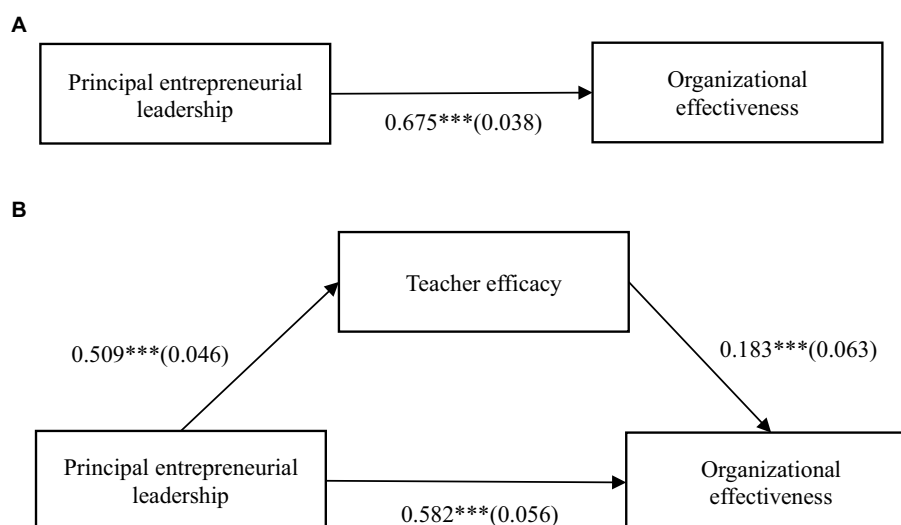 A
Principal entrepreneurial
leadership
Organizational
effectiveness
0.675***(0.038)
B
Teacher efficacy
0.509***(0.046)
0.183***(0.063)
Principal entrepreneurial
leadership
Organizational
effectiveness
0.582***(0.056)